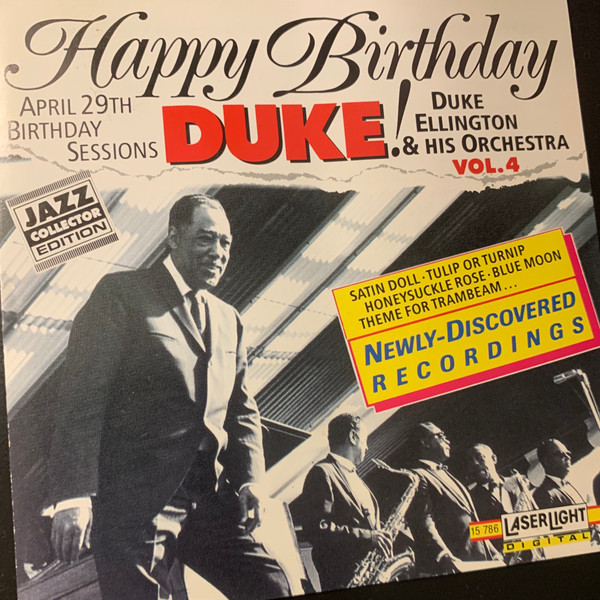 Happy Birthday
APRIL 29TH
BIRTHDAY
SESSIONS
DUKE!
DUKE
ELLINGTON
& HIS ORCHESTRA
VOL.4
JAZZ
COLLECTOR
EDITION
SATIN DOLL · TULIP OR TURNIP
HONEYSUCKLE ROSE · BLUE MOON
THEME FOR TRAMBEAM...
NEWLY-DISCOVERED
RECORDINGS
15 786
LASERLIGHT
DIGITAL